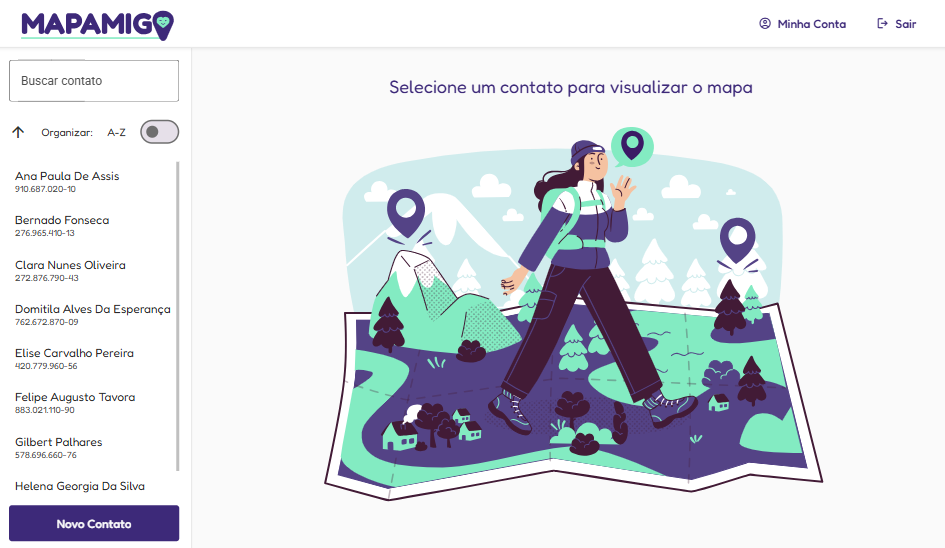 MAPAMIGO
Minha Conta
Sair
Buscar contato
Selecione um contato para visualizar o mapa
Organizar: A-Z
Ana Paula De Assis
910.687.020-10
Bernado Fonseca
276.965.410-13
Clara Nunes Oliveira
272.876.790-43
Domitila Alves Da Esperança
762.672.870-09
Elise Carvalho Pereira
420.779.960-56
Felipe Augusto Tavora
883.021.110-90
Gilbert Palhares
578.696.660-76
Helena Georgia Da Silva
Novo Contato